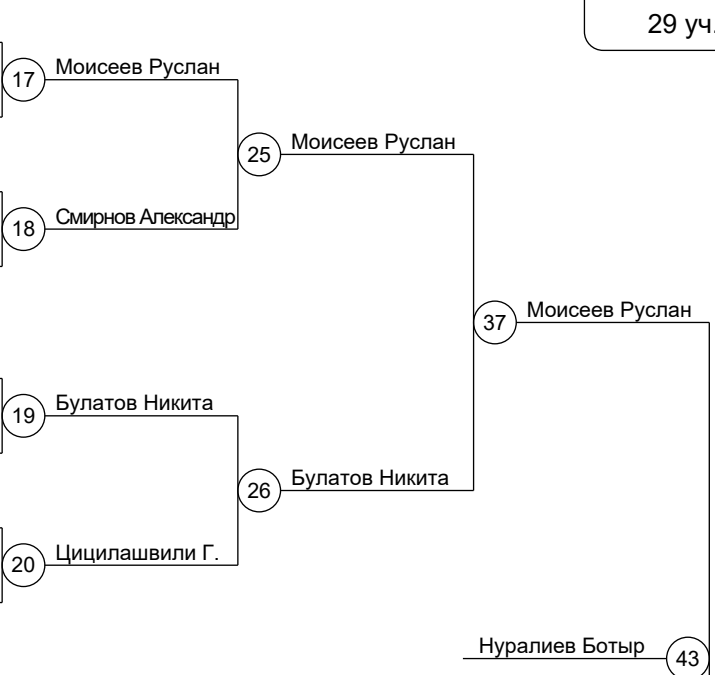 29 уч.
17 Моисеев Руслан
25 Моисеев Руслан
18 Смирнов Александр
37 Моисеев Руслан
19 Булатов Никита
26 Булатов Никита
20 Цицилашвили Г.
Нуралиев Ботыр 43